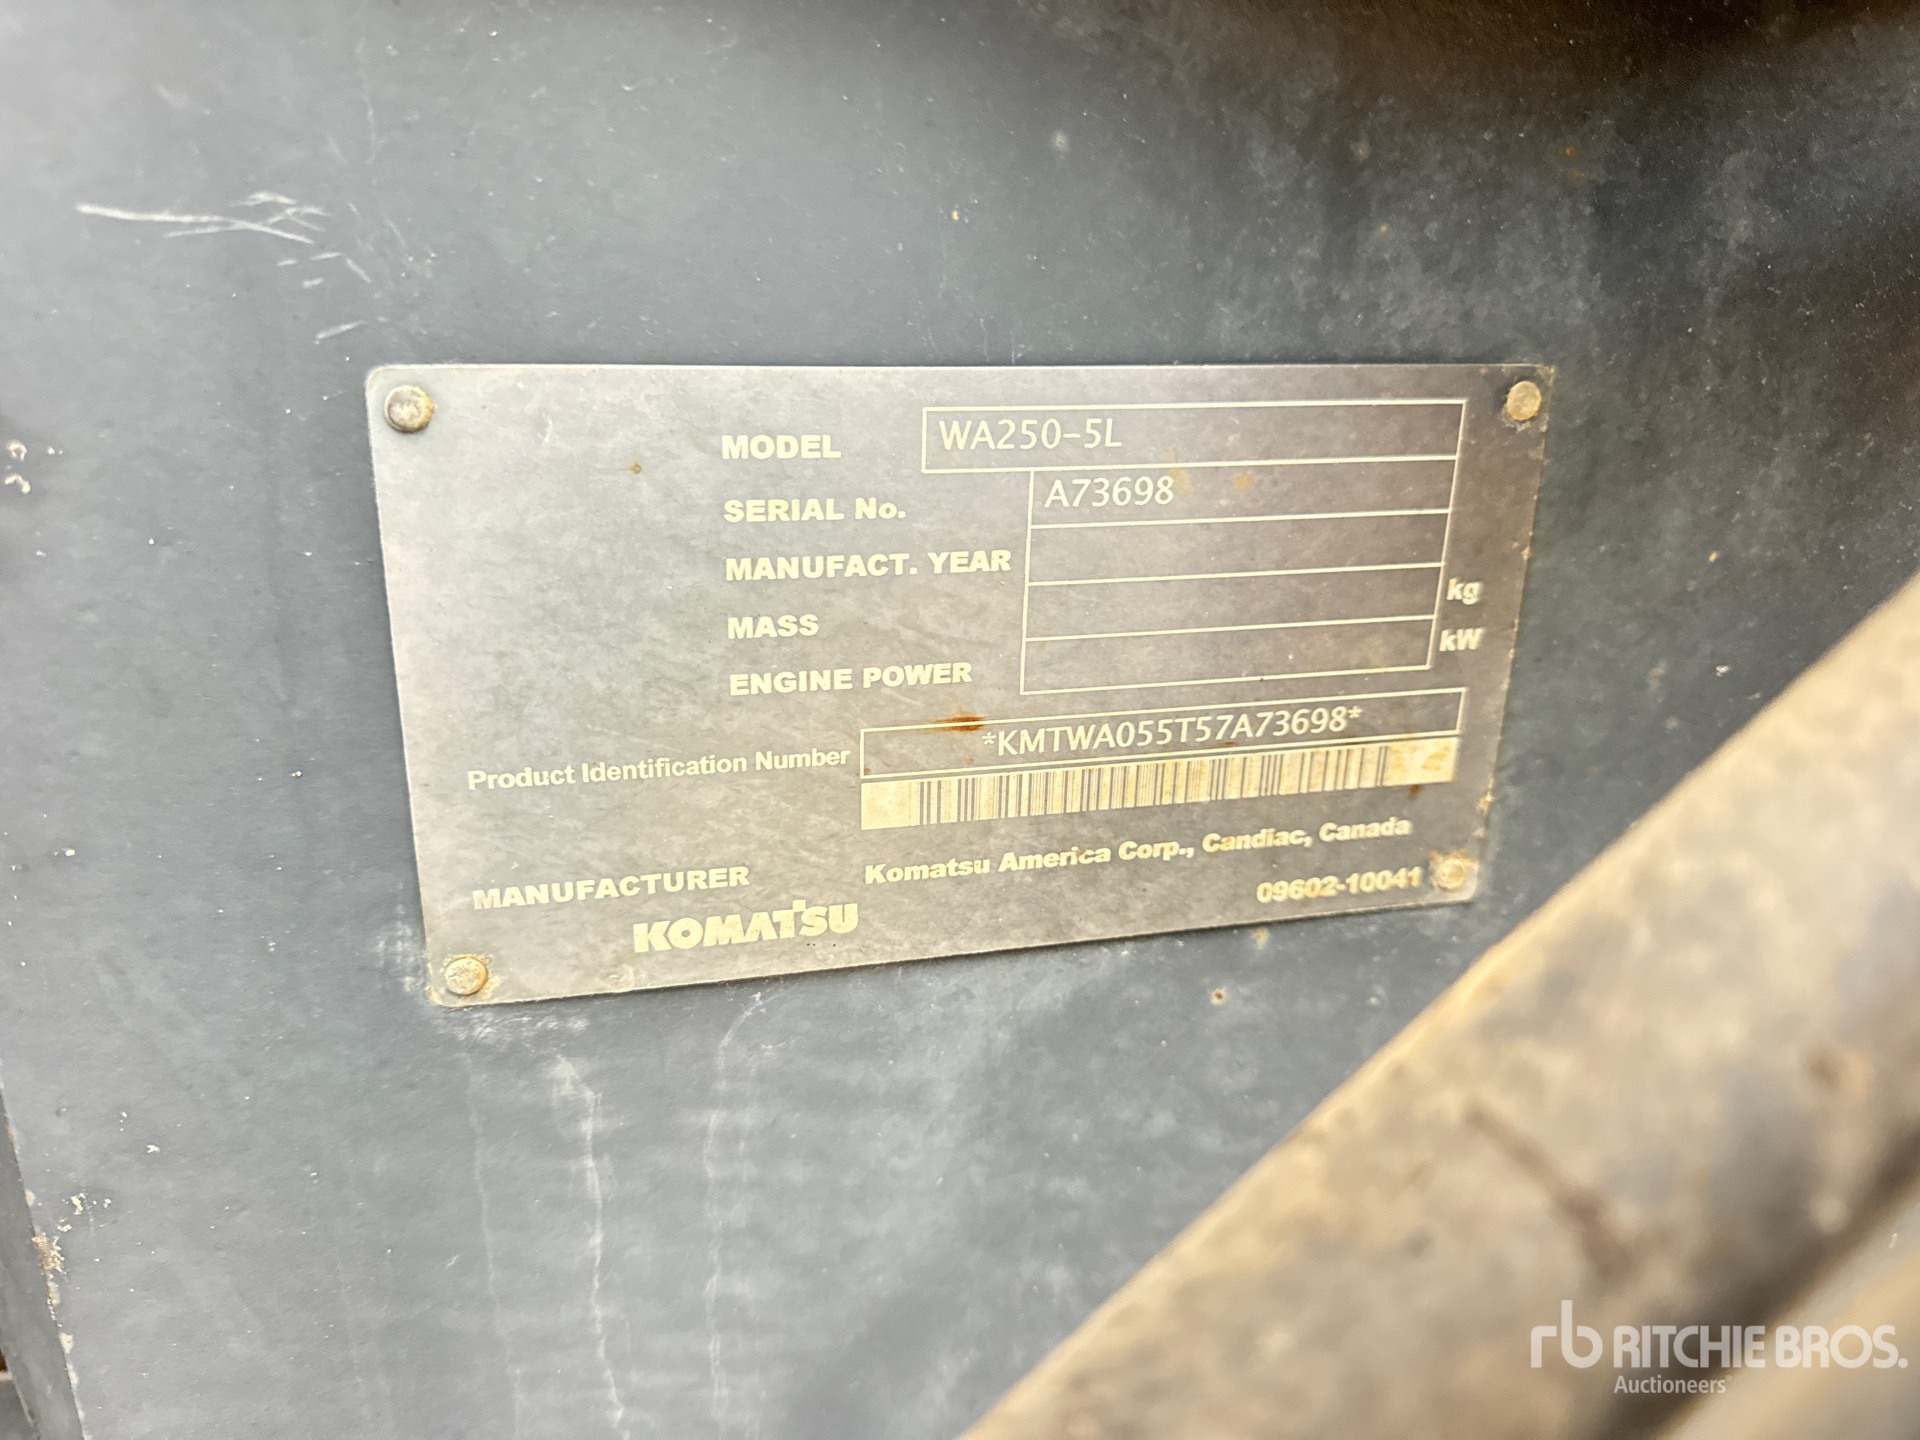 MODEL WA250-5L
SERIAL No. A73698
MANUFACT. YEAR
MASS kg
ENGINE POWER kW
Product Identification Number *KMTWA055T57A73698*
MANUFACTURER Komatsu America Corp., Candiac, Canada
KOMATSU 09602-10041
rb RITCHIE BROS.
Auctioneers